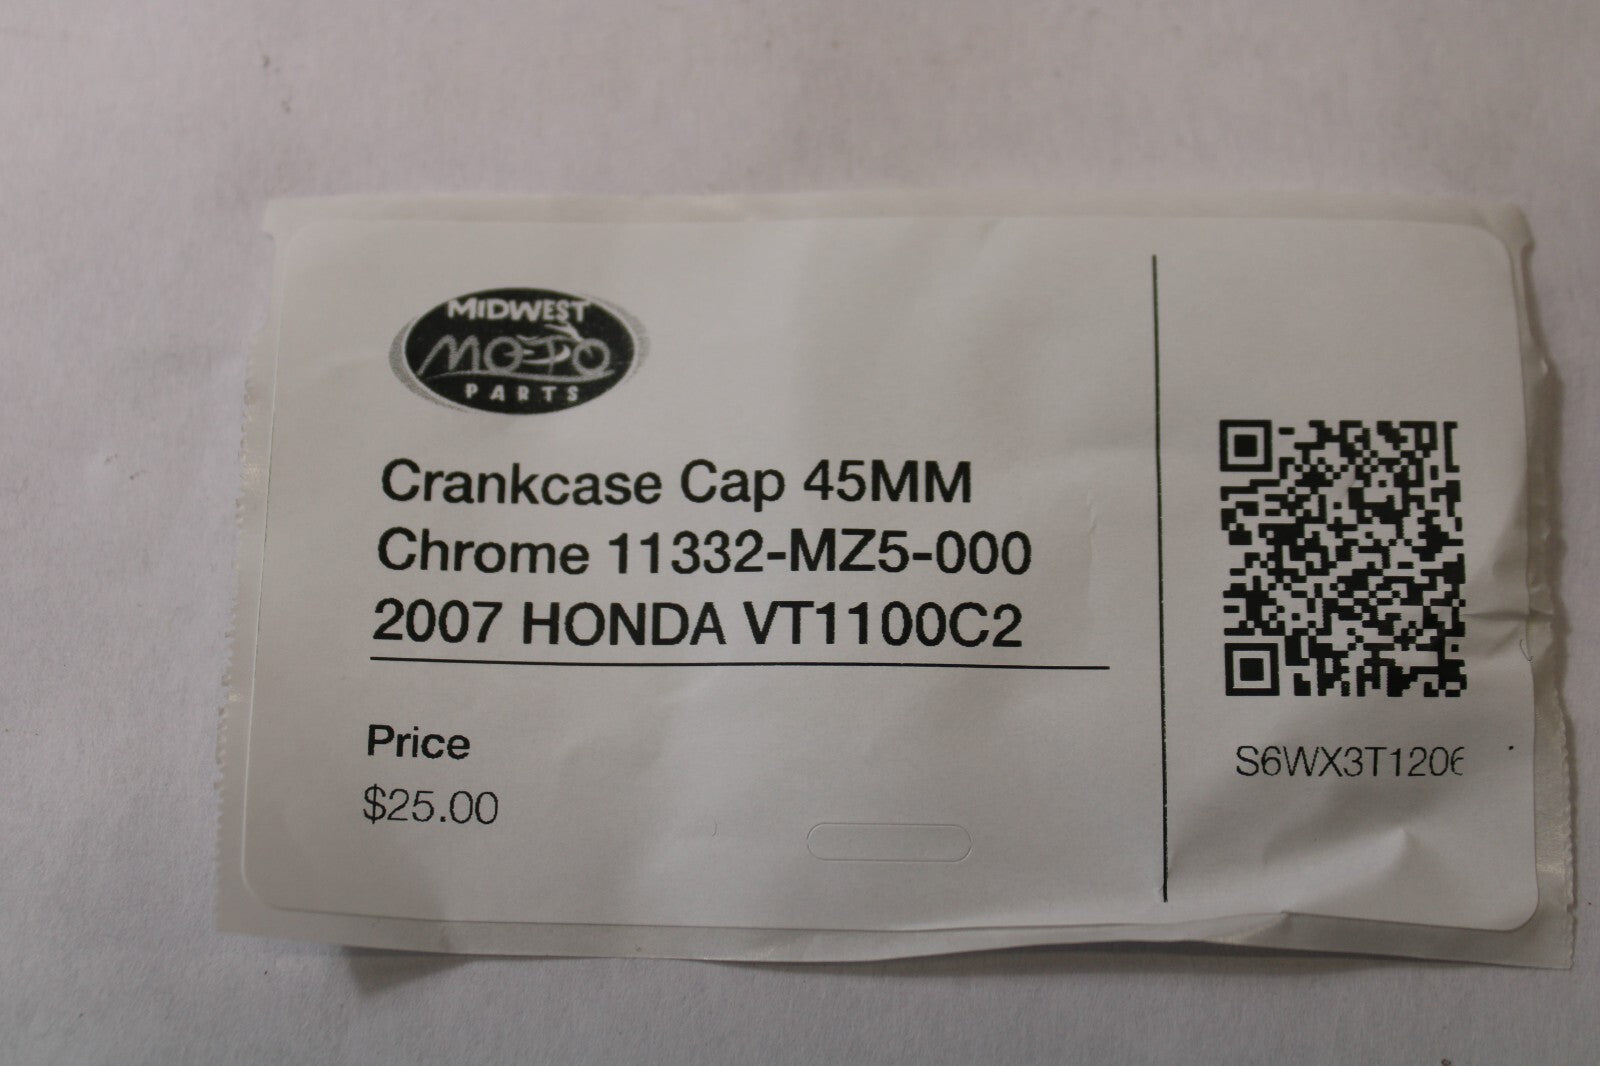 MIDWEST
MOTO
PARTS
Crankcase Cap 45MM
Chrome 11332-MZ5-000
2007 HONDA VT1100C2
Price
$25.00
S6WX3T1206